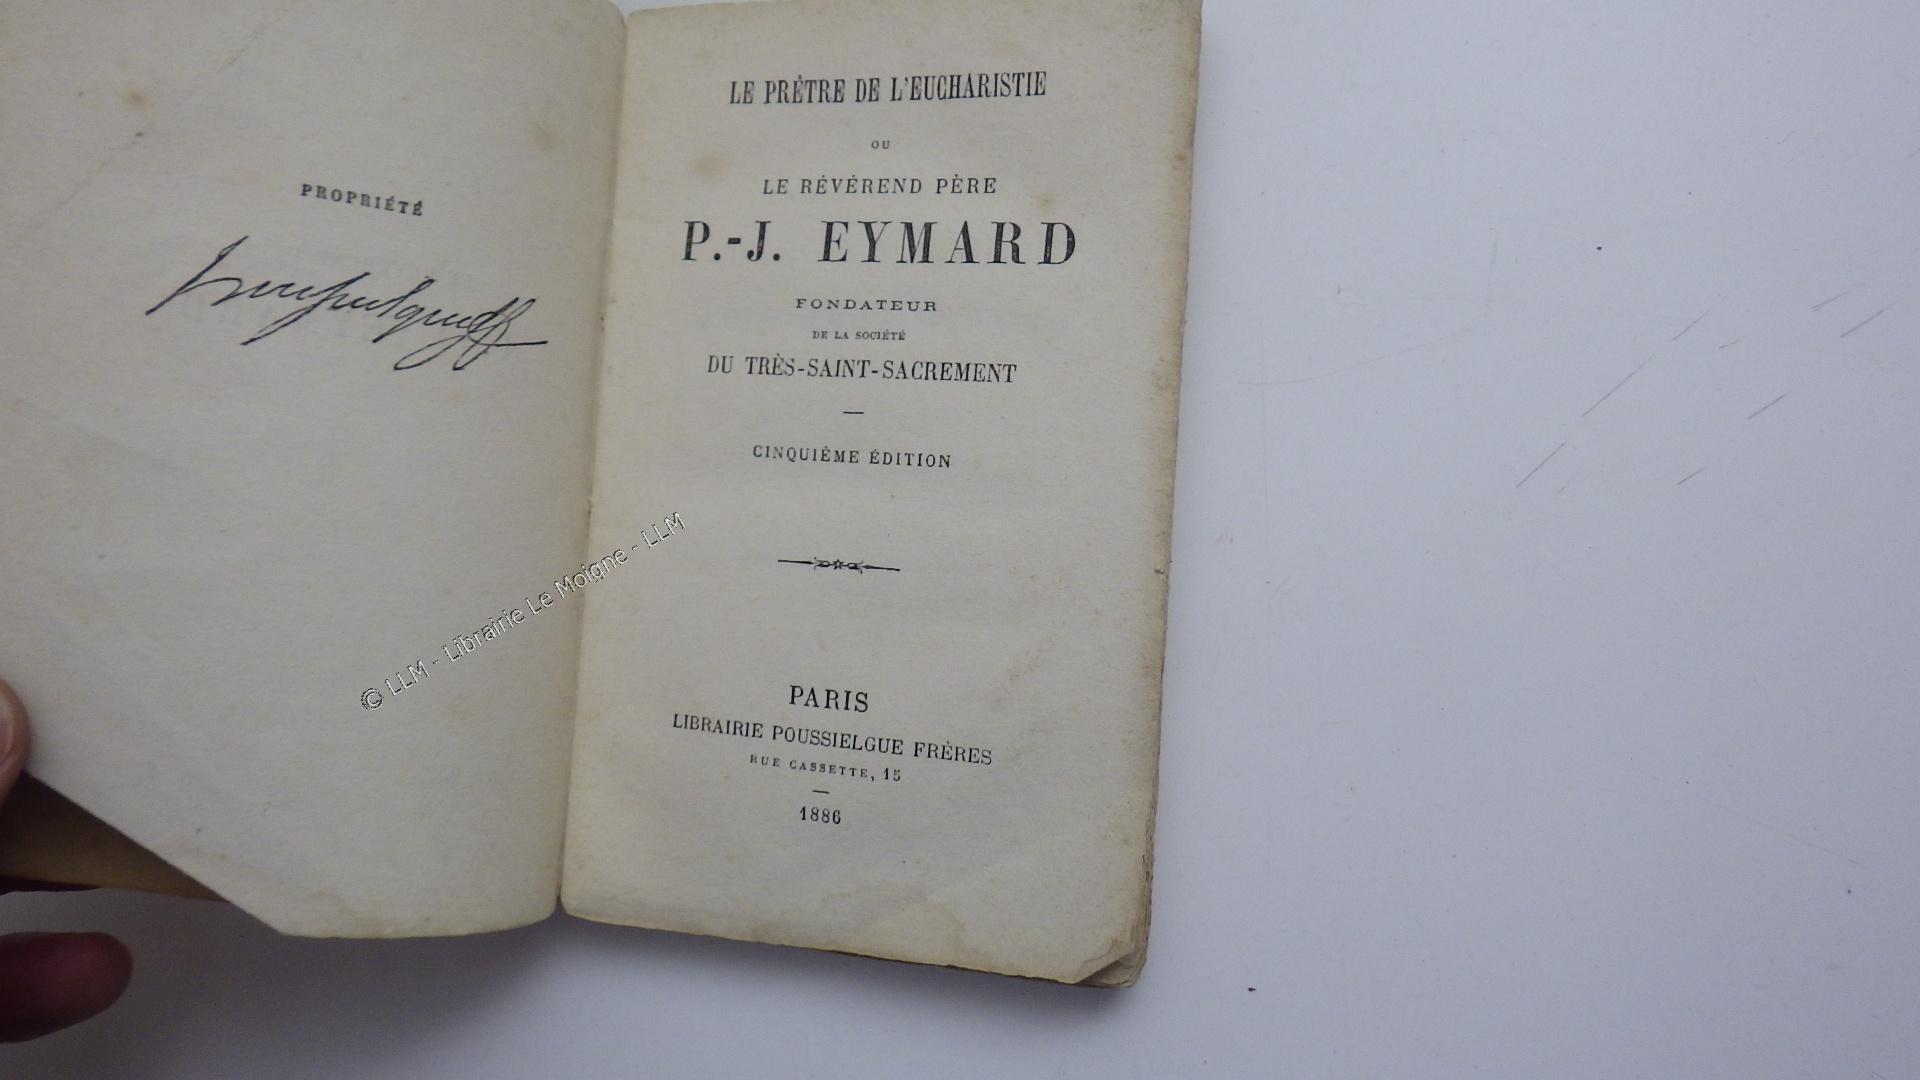 PROPRIÉTÉ
LE PRÊTRE DE L'EUCHARISTIE
OU
LE RÉVÉREND PÈRE
P.-J. EYMARD
FONDATEUR
DE LA SOCIÉTÉ
DU TRÈS-SAINT-SACREMENT
CINQUIÈME ÉDITION
PARIS
LIBRAIRIE POUSSIELGUE FRÈRES
RUE CASSETTE, 15
1886
© LLM - Librairie Le Moigne - LLM